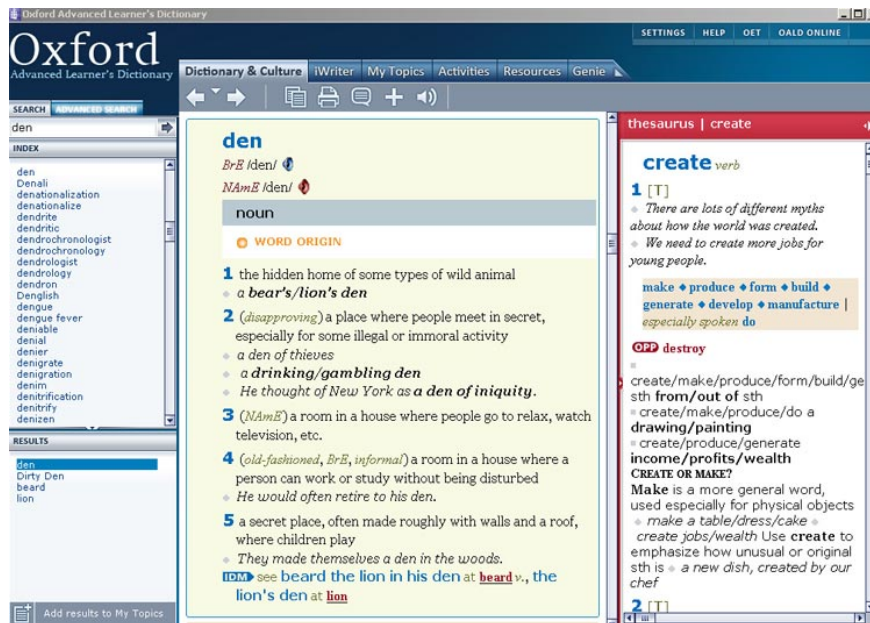 Oxford Advanced Learner's Dictionary
Oxford
Advanced Learner's Dictionary
SETTINGS HELP OET OALD ONLINE
Dictionary & Culture iWriter My Topics Activities Resources Genie
SEARCH ADVANCED SEARCH
den
INDEX
den
Denali
denationalization
denationalize
dendrite
dendritic
dendrochronologist
dendrochronology
dendrologist
dendrology
dendron
Denglish
dengue
dengue fever
deniable
denial
denier
denigrate
denigration
denim
denitrification
denitrify
denizen
RESULTS
den
Dirty Den
beard
lion
Add results to My Topics
den
BrE /den/
NAmE /den/
noun
WORD ORIGIN
1 the hidden home of some types of wild animal
a bear's/lion's den
2 (disapproving) a place where people meet in secret,
especially for some illegal or immoral activity
a den of thieves
a drinking/gambling den
He thought of New York as a den of iniquity.
3 (NAmE) a room in a house where people go to relax, watch
television, etc.
4 (old-fashioned, BrE, informal) a room in a house where a
person can work or study without being disturbed
He would often retire to his den.
5 a secret place, often made roughly with walls and a roof,
where children play
They made themselves a den in the woods.
IDM see beard the lion in his den at beard v., the
lion's den at lion
thesaurus | create
create verb
1 [T]
There are lots of different myths
about how the world was created.
We need to create more jobs for
young people.
make ◆ produce ◆ form ◆ build ◆
generate ◆ develop ◆ manufacture |
especially spoken do
OPP destroy
create/make/produce/form/build/ge
sth from/out of sth
create/make/produce/do a
drawing/painting
create/produce/generate
income/profits/wealth
CREATE OR MAKE?
Make is a more general word,
used especially for physical objects
make a table/dress/cake
create jobs/wealth Use create to
emphasize how unusual or original
sth is a new dish, created by our
chef
2 [T]